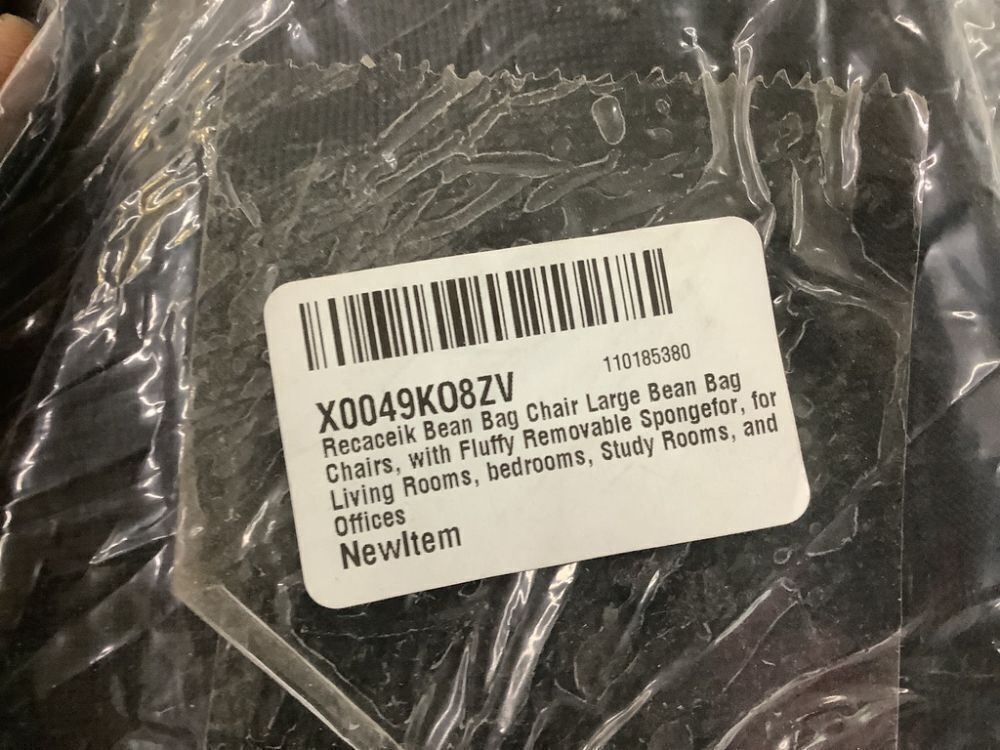 110185380
X0049KO8ZV
Recaceik Bean Bag Chair Large Bean Bag
Chairs, with Fluffy Removable Spongefor, for
Living Rooms, bedrooms, Study Rooms, and
Offices
NewItem